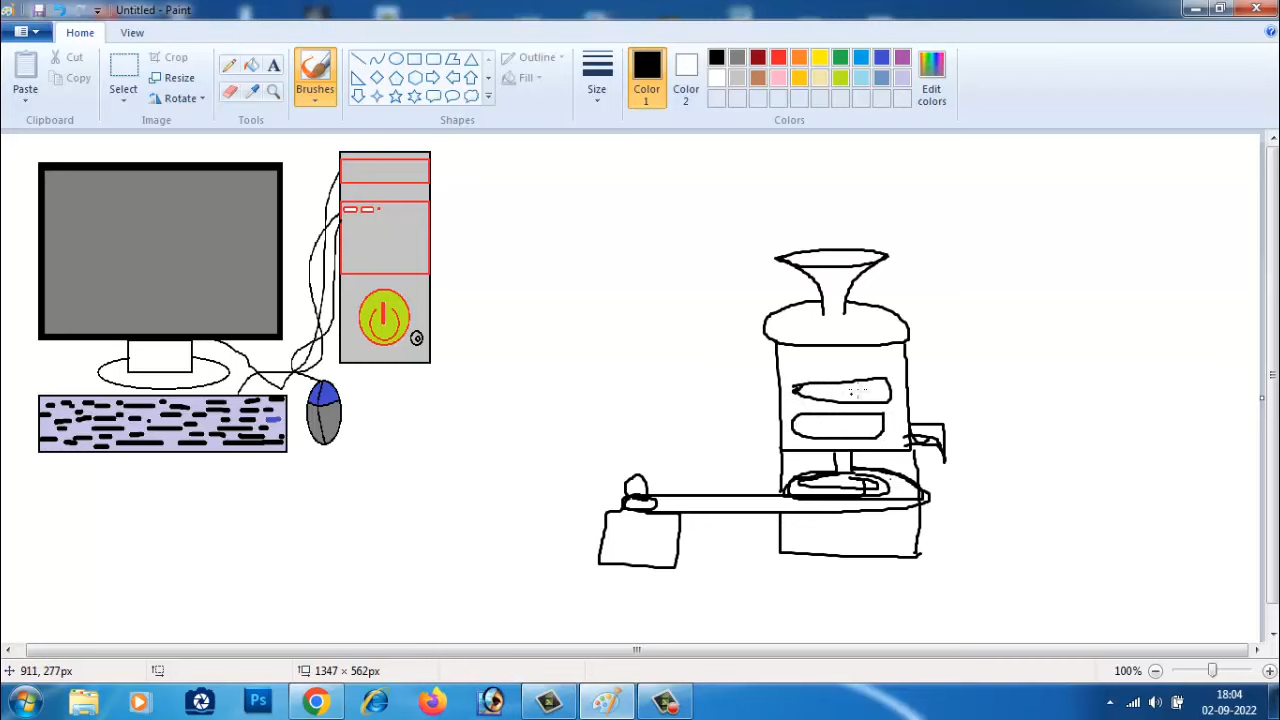 Untitled - Paint
Home View
Paste
Cut
Copy
Clipboard
Select
Crop
Resize
Rotate
Image
Tools
Brushes
Shapes
Outline
Fill
Size
Color 1
Color 2
Edit colors
Colors
911, 277px
1347 × 562px
100%
Ps
18:04
02-09-2022